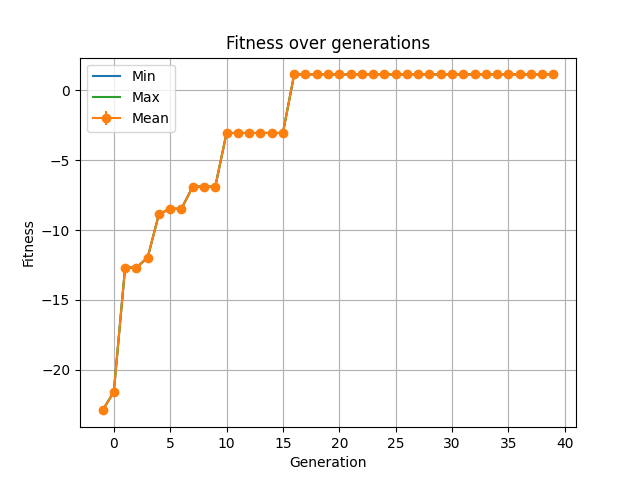 Fitness over generations
Min
Max
Mean
0
−5
−10
−15
−20
Fitness
0 5 10 15 20 25 30 35 40
Generation